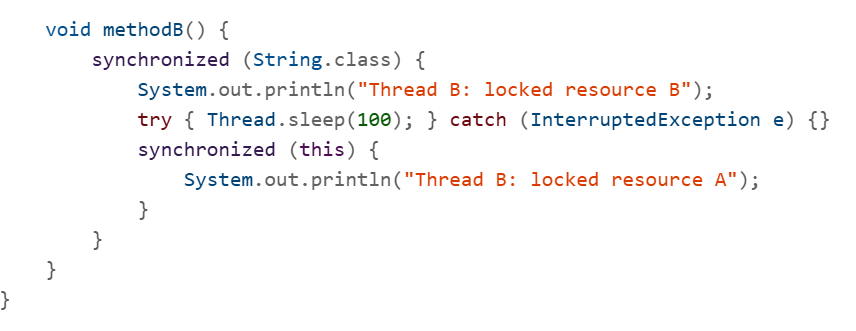 void methodB() {
        synchronized (String.class) {
            System.out.println("Thread B: locked resource B");
            try { Thread.sleep(100); } catch (InterruptedException e) {}
            synchronized (this) {
                System.out.println("Thread B: locked resource A");
            }
        }
    }
}